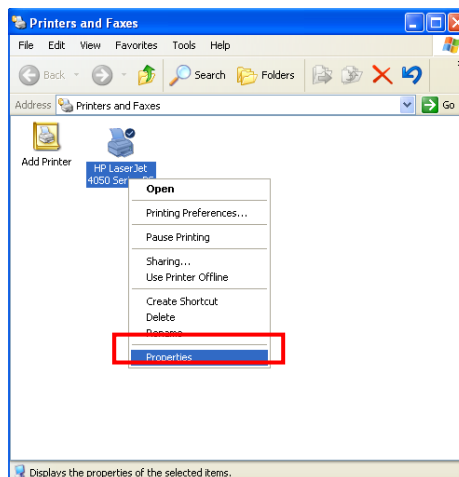 Printers and Faxes
File Edit View Favorites Tools Help
Back Search Folders
Address Printers and Faxes Go
Add Printer
HP LaserJet
4050 Series PC
Open
Printing Preferences...
Pause Printing
Sharing...
Use Printer Offline
Create Shortcut
Delete
Rename
Properties
Displays the properties of the selected items.